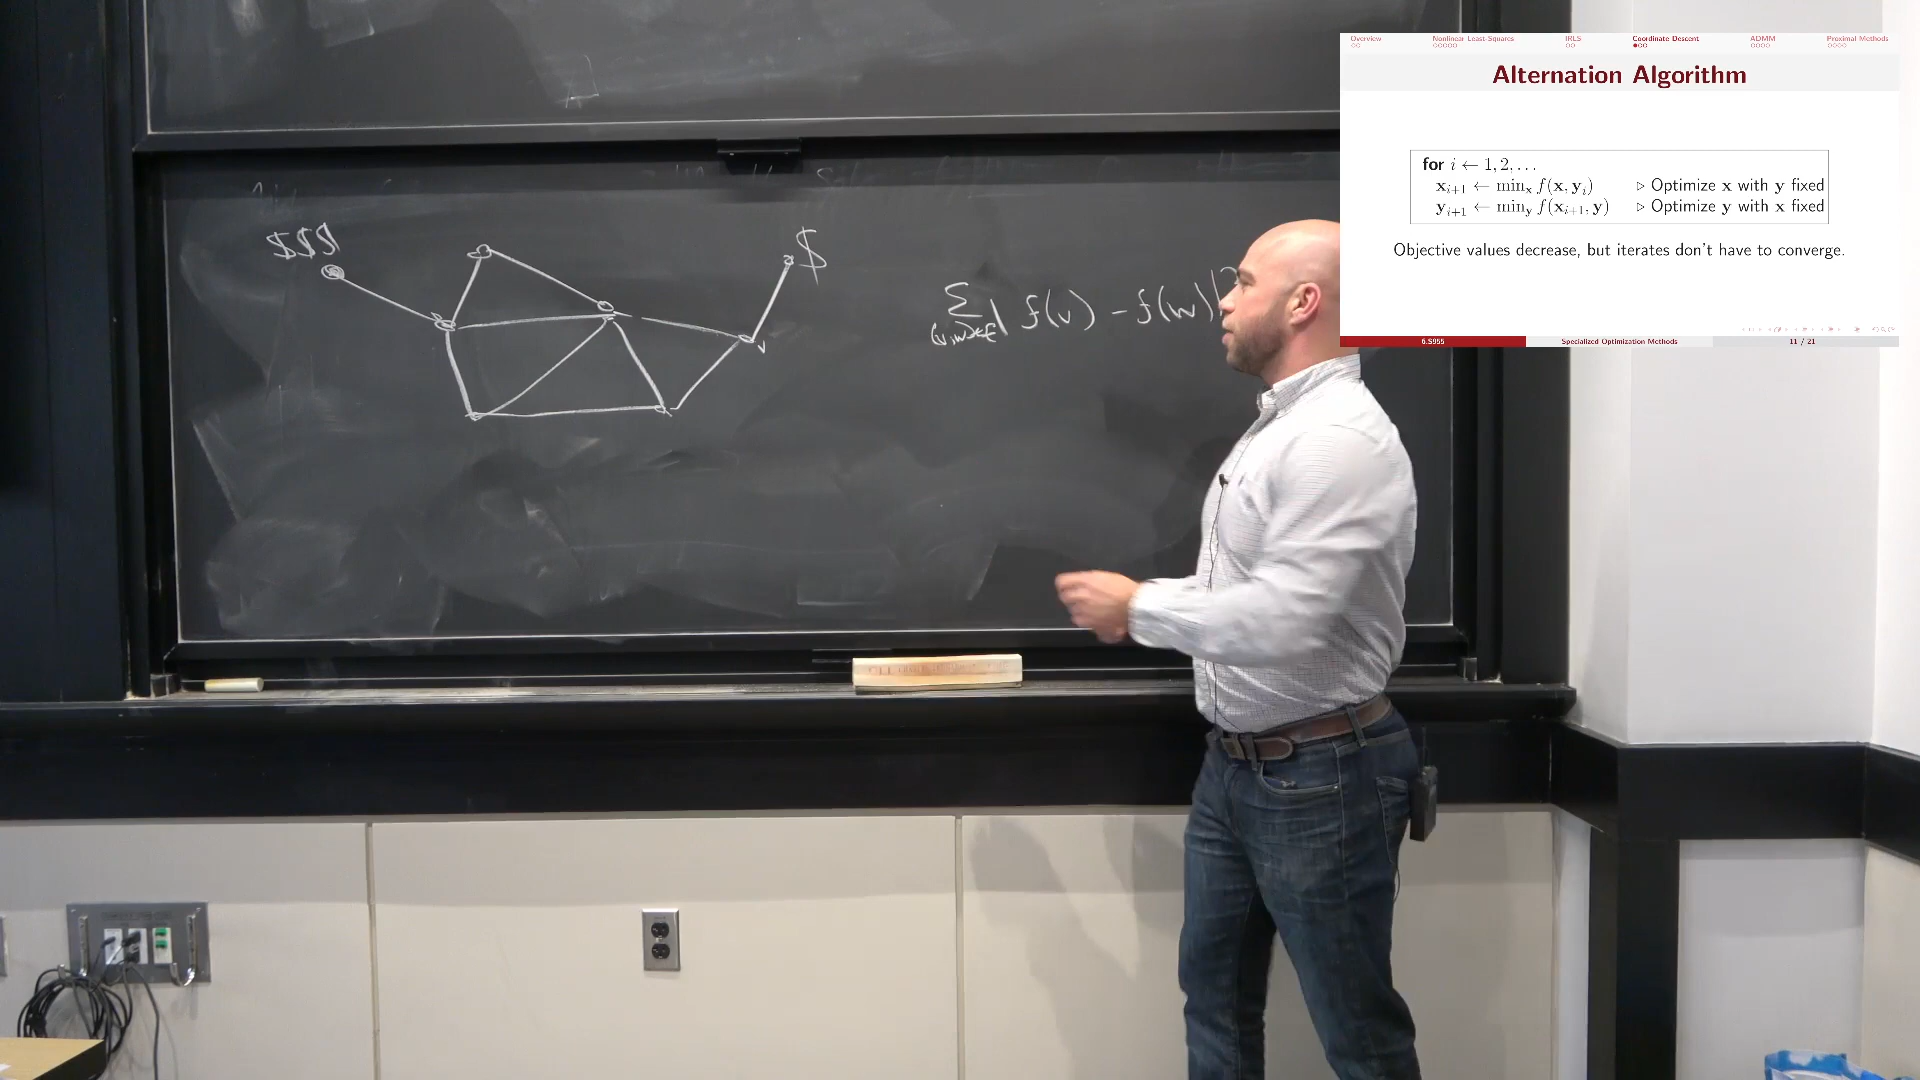 $$$
$
v
Σ | f(v) - f(w) |²
(v,w)∈E
Overview
Nonlinear Least-Squares
IRLS
Coordinate Descent
ADMM
Proximal Methods
Alternation Algorithm
for i ← 1, 2, . . .
x_{i+1} ← min_x f(x, y_i) ▷ Optimize x with y fixed
y_{i+1} ← min_y f(x_{i+1}, y) ▷ Optimize y with x fixed
Objective values decrease, but iterates don't have to converge.
6.S955
Specialized Optimization Methods
11 / 21